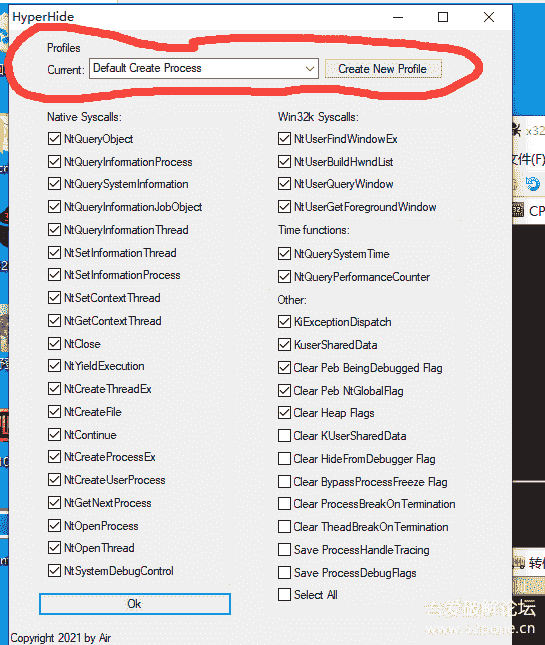 HyperHide
Profiles
Current: Default Create Process Create New Profile
Native Syscalls:
NtQueryObject
NtQueryInformationProcess
NtQuerySystemInformation
NtQueryInformationJobObject
NtQueryInformationThread
NtSetInformationThread
NtSetInformationProcess
NtSetContextThread
NtGetContextThread
NtClose
NtYieldExecution
NtCreateThreadEx
NtCreateFile
NtContinue
NtCreateProcessEx
NtCreateUserProcess
NtGetNextProcess
NtOpenProcess
NtOpenThread
NtSystemDebugControl
Ok
Win32k Syscalls:
NtUserFindWindowEx
NtUserBuildHwndList
NtUserQueryWindow
NtUserGetForegroundWindow
Time functions:
NtQuerySystemTime
NtQueryPerformanceCounter
Other:
KiExceptionDispatch
KuserSharedData
Clear Peb BeingDebugged Flag
Clear Peb NtGlobalFlag
Clear Heap Flags
Clear KUserSharedData
Clear HideFromDebugger Flag
Clear BypassProcessFreeze Flag
Clear ProcessBreakOnTermination
Clear TheadBreakOnTermination
Save ProcessHandleTracing
Save ProcessDebugFlags
Select All
Copyright 2021 by Air
x32
文件(F)
CP
吾爱破解论坛
www.52pojie.cn